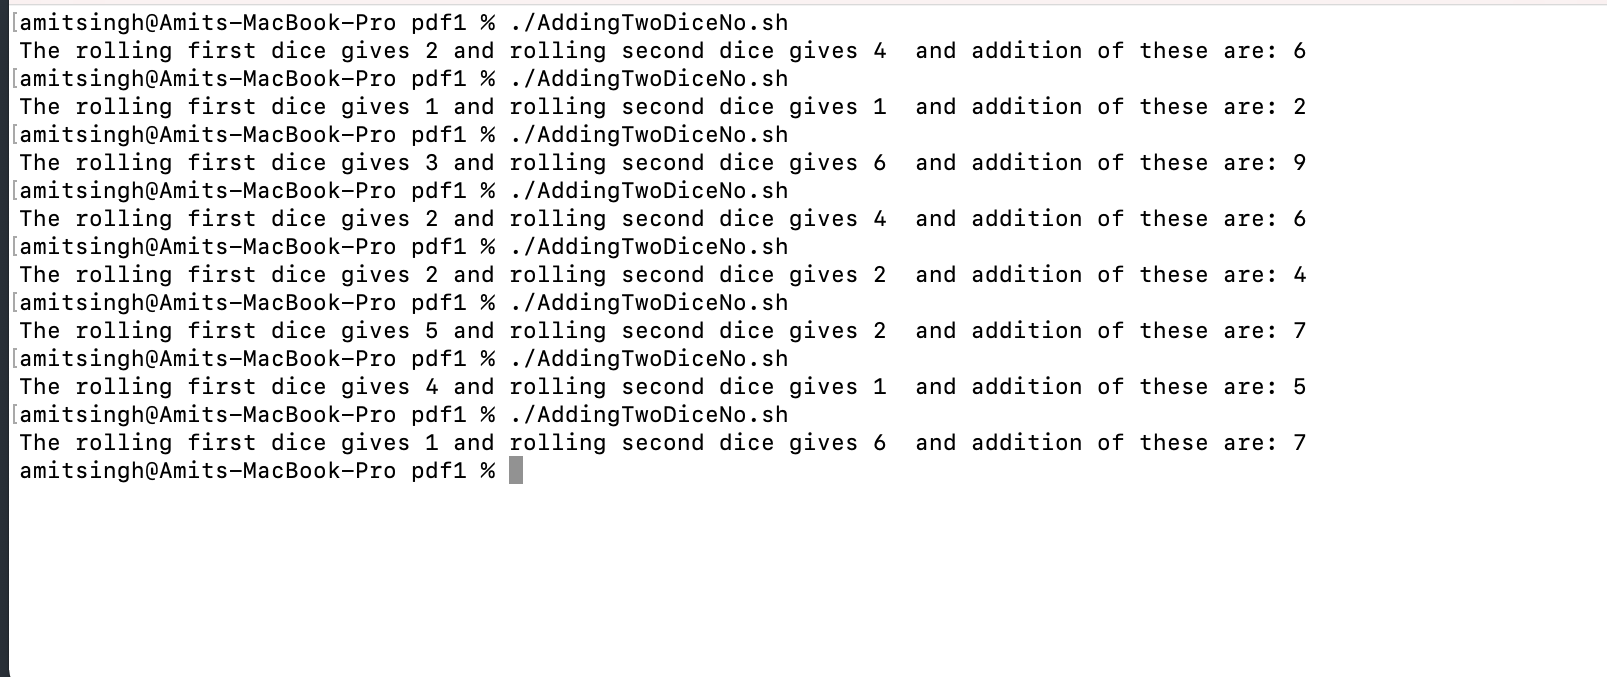 [amitsingh@Amits-MacBook-Pro pdf1 % ./AddingTwoDiceNo.sh
The rolling first dice gives 2 and rolling second dice gives 4  and addition of these are: 6
[amitsingh@Amits-MacBook-Pro pdf1 % ./AddingTwoDiceNo.sh
The rolling first dice gives 1 and rolling second dice gives 1  and addition of these are: 2
[amitsingh@Amits-MacBook-Pro pdf1 % ./AddingTwoDiceNo.sh
The rolling first dice gives 3 and rolling second dice gives 6  and addition of these are: 9
[amitsingh@Amits-MacBook-Pro pdf1 % ./AddingTwoDiceNo.sh
The rolling first dice gives 2 and rolling second dice gives 4  and addition of these are: 6
[amitsingh@Amits-MacBook-Pro pdf1 % ./AddingTwoDiceNo.sh
The rolling first dice gives 2 and rolling second dice gives 2  and addition of these are: 4
[amitsingh@Amits-MacBook-Pro pdf1 % ./AddingTwoDiceNo.sh
The rolling first dice gives 5 and rolling second dice gives 2  and addition of these are: 7
[amitsingh@Amits-MacBook-Pro pdf1 % ./AddingTwoDiceNo.sh
The rolling first dice gives 4 and rolling second dice gives 1  and addition of these are: 5
[amitsingh@Amits-MacBook-Pro pdf1 % ./AddingTwoDiceNo.sh
The rolling first dice gives 1 and rolling second dice gives 6  and addition of these are: 7
amitsingh@Amits-MacBook-Pro pdf1 %